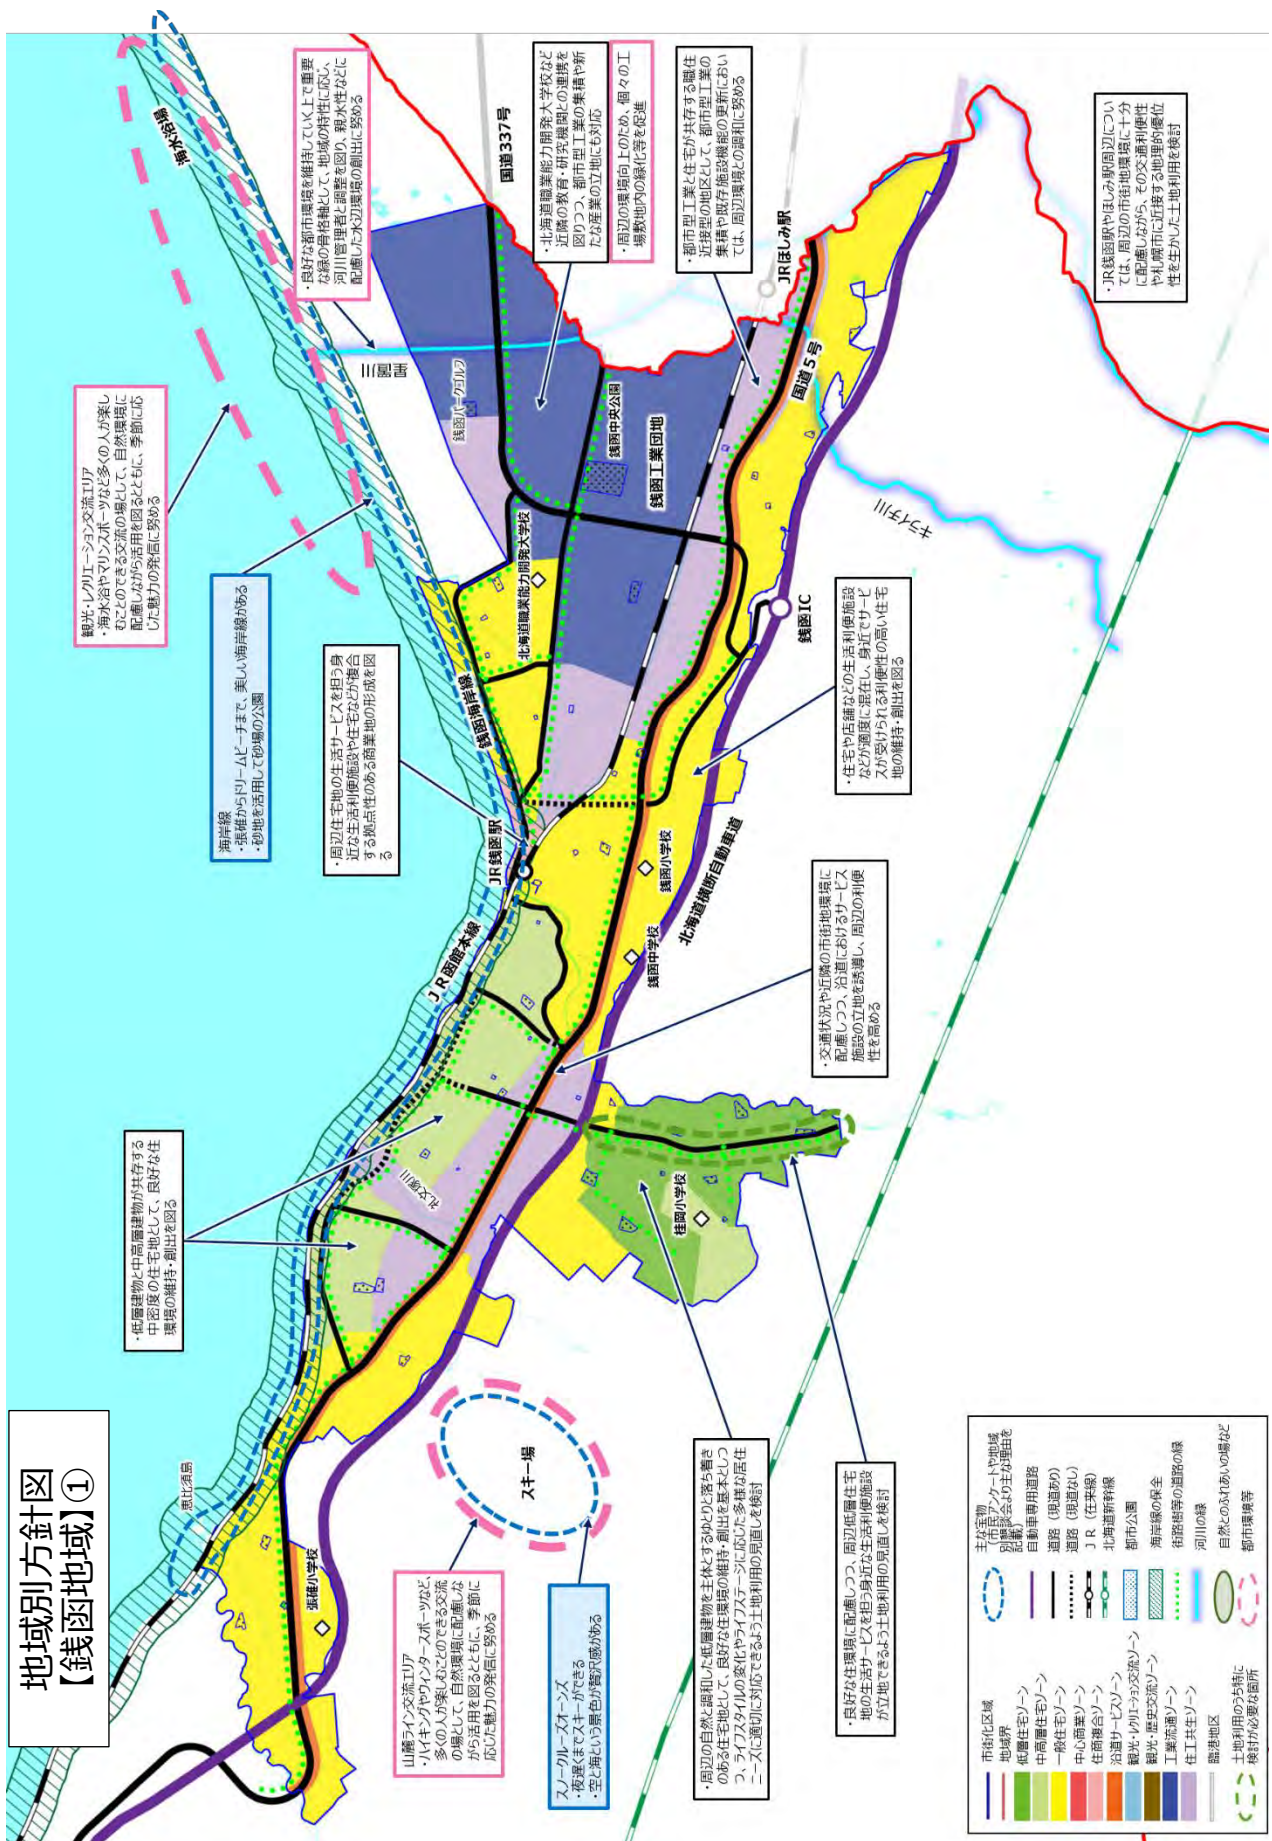 地域別方針図
【銭函地域】①
観光・レクリエーション交流エリア
・海水浴やマリンスポーツなど多くの人が楽し
むことのできる交流の場として、自然環境に
配慮しながら活用を図るとともに、季節に応
じた魅力の発信に努める
海水浴場
・良好な都市環境を維持していく上で重要
な緑の骨格軸として、地域の特性に応じ、
河川管理者と調整を図り、親水性などに
配慮した水辺環境の創出に努める
海岸線
・張碓からドリームビーチまで、美しい海岸線がある
・砂地を活用して砂場の公園
国道337号
・北海道職業能力開発大学校など
近隣の教育・研究機関との連携を
図りつつ、都市型工業の集積や新
たな産業の立地にも対応
・周辺の環境向上のため、個々の工
場敷地内の緑化等を促進
・周辺住宅地の生活サービスを担う身
近な生活利便施設や住宅などが複合
する拠点性のある商業地の形成を図
る
・都市型工業と住宅が共存する職住
近接型の地区として、都市型工業の
集積や既存施設機能の更新におい
ては、周辺環境との調和に努める
・低層建物と中高層建物が共存する
中密度の住宅地として、良好な住
環境の維持・創出を図る
恵比須島
JR函館本線
JR銭函駅
銭函海岸線
星置川
銭函パークゴルフ
銭函中央公園
北海道職業能力開発大学校
銭函工業団地
JRほしみ駅
国道5号
・JR銭函駅やほしみ駅周辺につい
ては、周辺の市街地環境に十分
に配慮しながら、その交通利便性
や札幌市に近接する地理的優位
性を生かした土地利用を検討
張碓小学校
礼文塚川
銭函中学校
銭函小学校
北海道横断自動車道
銭函IC
キライチ川
・住宅や店舗などの生活利便施設
などが適度に混在し、身近でサービ
スが受けられる利便性の高い住宅
地の維持・創出を図る
・交通状況や近隣の市街地環境に
配慮しつつ、沿道におけるサービス
施設の立地を誘導し、周辺の利便
性を高める
スキー場
桂岡小学校
山麓ライン交流エリア
・ハイキングやウィンタースポーツなど、
多くの人が楽しむことのできる交流
の場として、自然環境に配慮しな
がら活用を図るとともに、季節に
応じた魅力の発信に努める
スノークルーズオーンズ
・夜遅までスキーができる
・空と海という景色が贅沢感がある
・周辺の自然と調和した低層建物を主体とするゆとりと落ち着き
のある住宅地として、良好な住環境の維持・創出を基本としつ
つ、ライフスタイルの変化やライフステージに応じた多様な居住
ニーズに適切に対応できるよう土地利用の見直しを検討
・良好な住環境に配慮しつつ、周辺低層住宅
地の生活サービスを担う身近な生活利便施設
が立地できるよう土地利用の見直しを検討
市街化区域
地域界
低層住宅ゾーン
中高層住宅ゾーン
一般住宅ゾーン
中心商業ゾーン
住商複合ゾーン
沿道サービスゾーン
観光・レクリエーション交流ゾーン
観光・歴史交流ゾーン
工業流通ゾーン
住工共生ゾーン
臨港地区
土地利用のうち特に
検討が必要な箇所
主な宝物
（市民アンケートや地域
別懇談会より主な理由を
記載）
自動車専用道路
道路（現道あり）
道路（現道なし）
ＪＲ（在来線）
北海道新幹線
都市公園
海岸線の保全
街路樹等の道路の緑
河川の緑
自然とのふれあいの場など
都市環境等